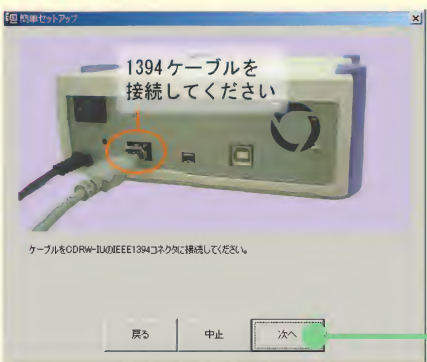 簡単セットアップ
1394ケーブルを
接続してください
ケーブルをCDRW-IUのIEEE1394コネクタに接続してください。
戻る
中止
次へ